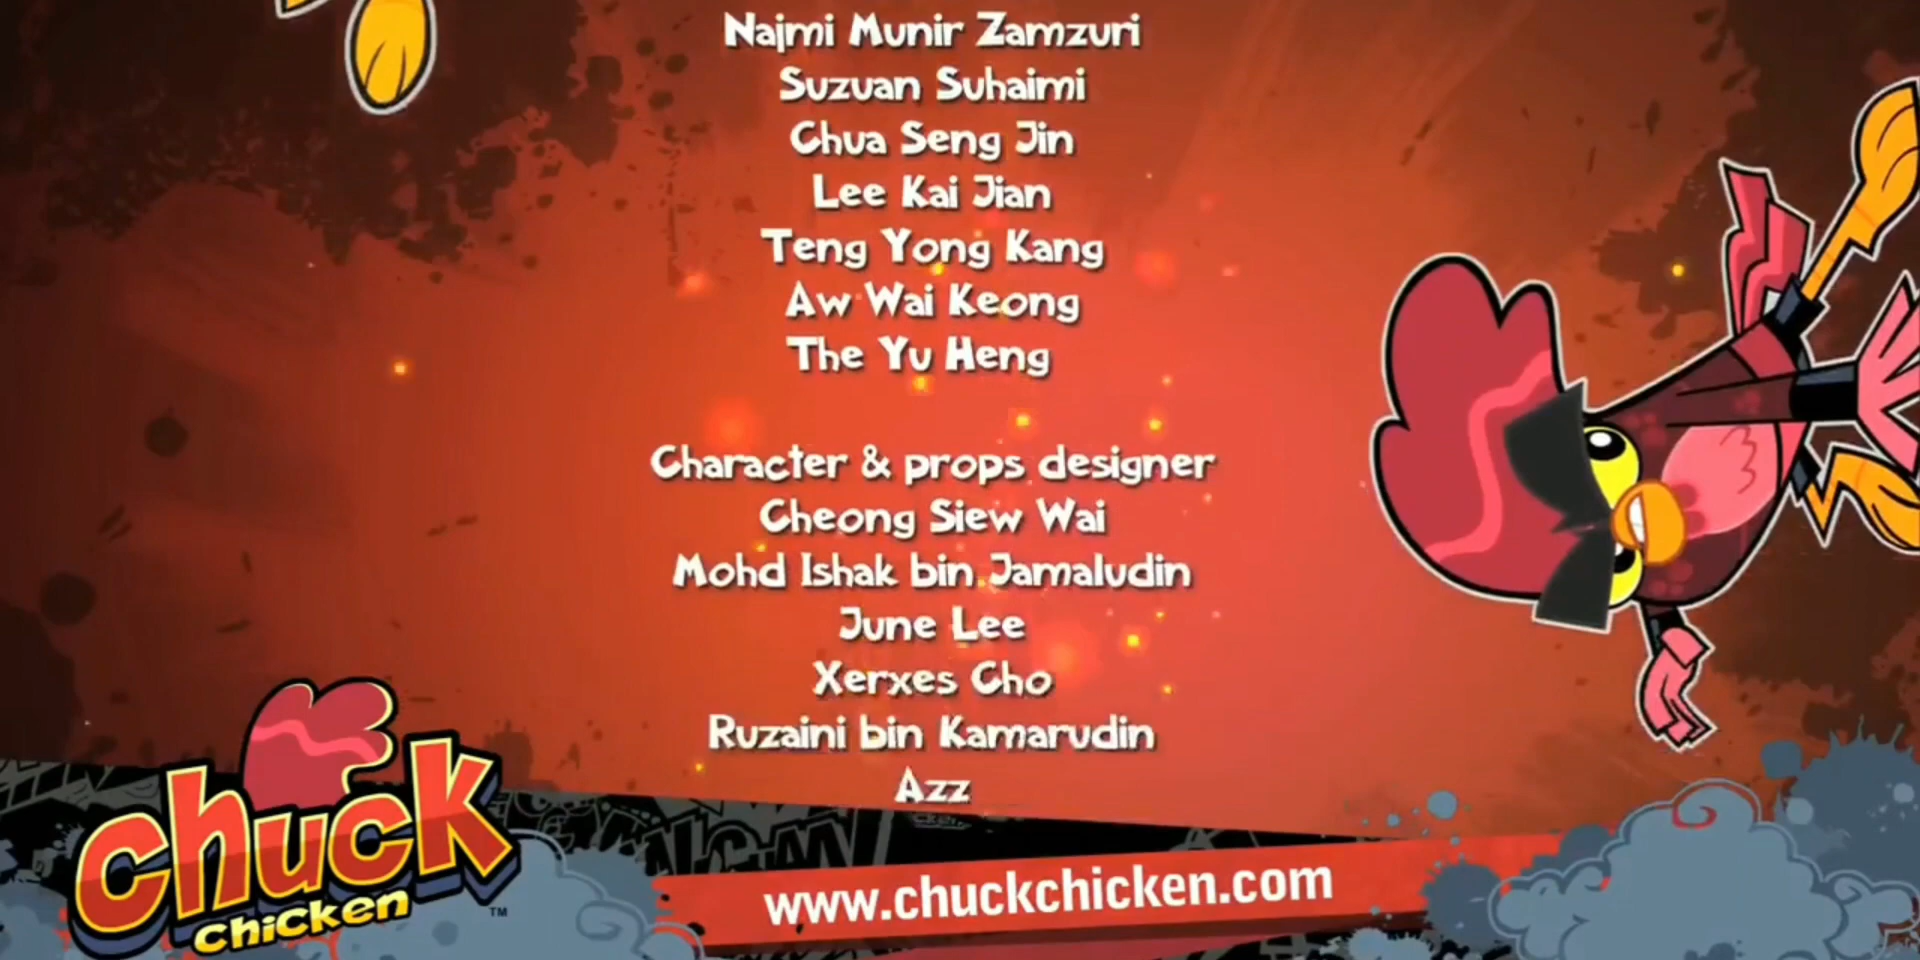 Najmi Munir Zamzuri
Suzuan Suhaimi
Chua Seng Jin
Lee Kai Jian
Teng Yong Kang
Aw Wai Keong
The Yu Heng
Character & props designer
Cheong Siew Wai
Mohd Ishak bin Jamaludin
June Lee
Xerxes Cho
Ruzaini bin Kamarudin
Azz
chuck
chicken
TM
www.chuckchicken.com